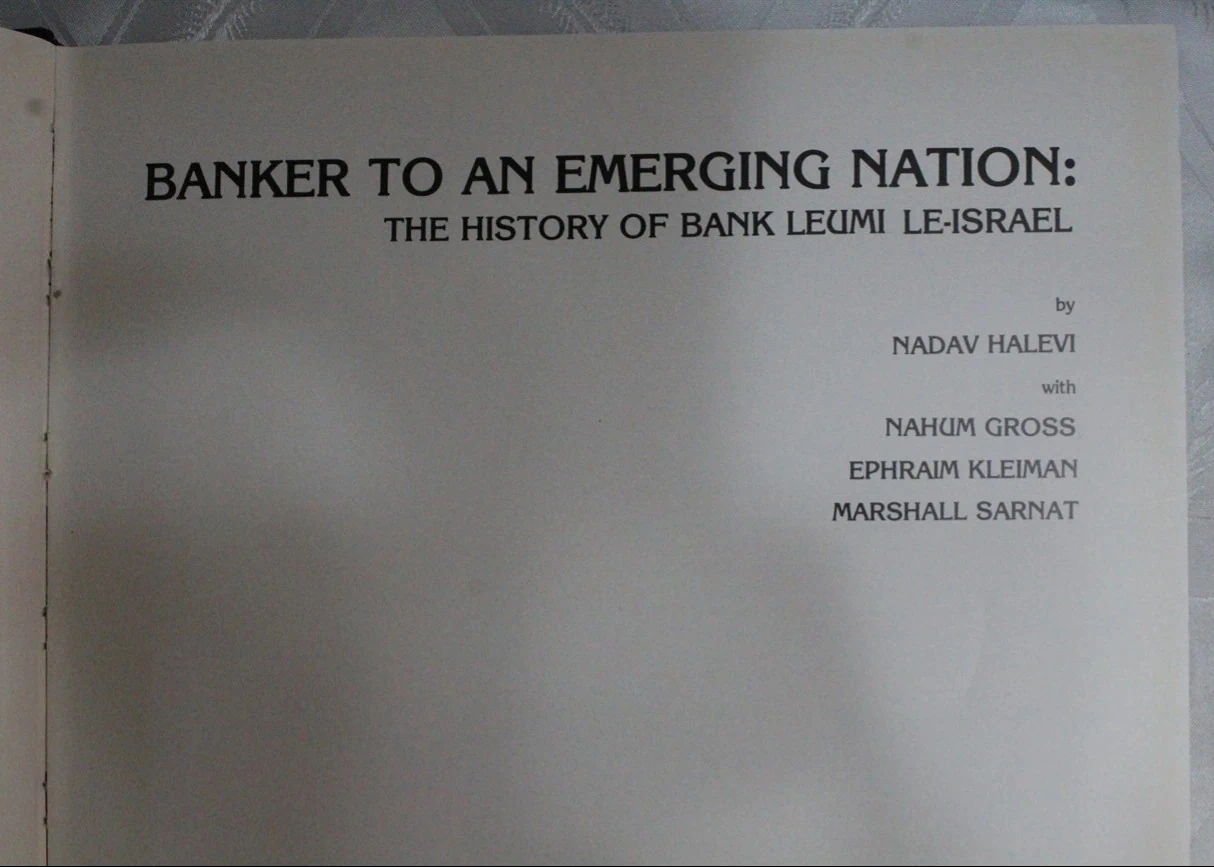 BANKER TO AN EMERGING NATION:
THE HISTORY OF BANK LEUMI LE-ISRAEL
by
NADAV HALEVI
with
NAHUM GROSS
EPHRAIM KLEIMAN
MARSHALL SARNAT